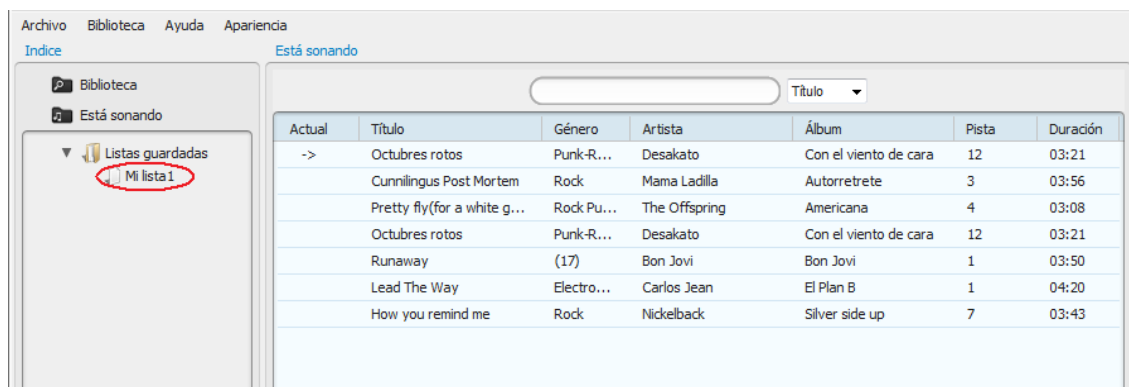 Archivo Biblioteca Ayuda Apariencia
Indice Está sonando
Biblioteca
Título
Está sonando
Actual Título Género Artista Álbum Pista Duración
Listas guardadas
-> Octubres rotos Punk-R... Desakato Con el viento de cara 12 03:21
Mi lista1
Cunnilingus Post Mortem Rock Mama Ladilla Autorretrete 3 03:56
Pretty fly(for a white g... Rock Pu... The Offspring Americana 4 03:08
Octubres rotos Punk-R... Desakato Con el viento de cara 12 03:21
Runaway (17) Bon Jovi Bon Jovi 1 03:50
Lead The Way Electro... Carlos Jean El Plan B 1 04:20
How you remind me Rock Nickelback Silver side up 7 03:43